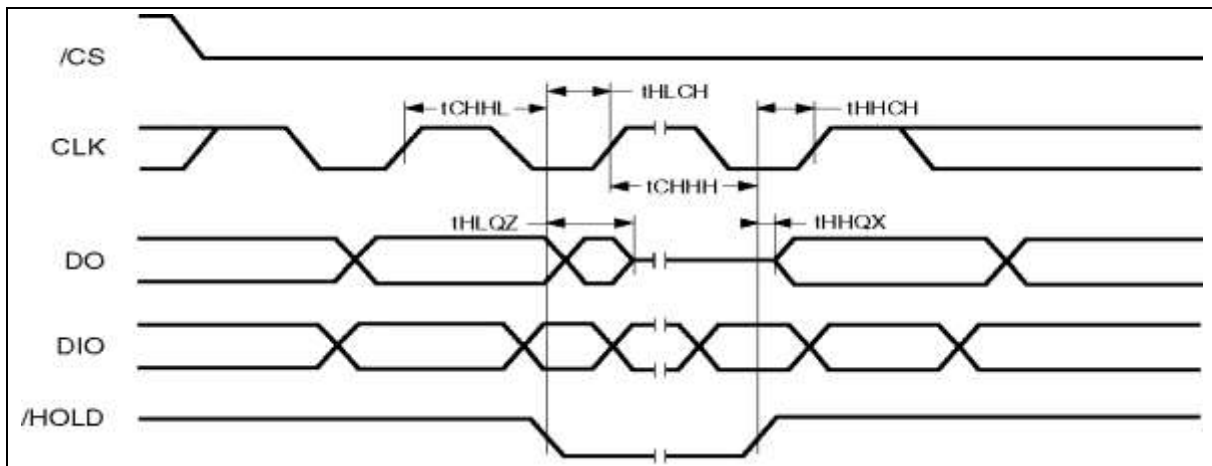 /CS
tHLCH
tCHHL
tHHCH
CLK
tCHHH
tHLQZ
tHHQX
DO
DIO
/HOLD